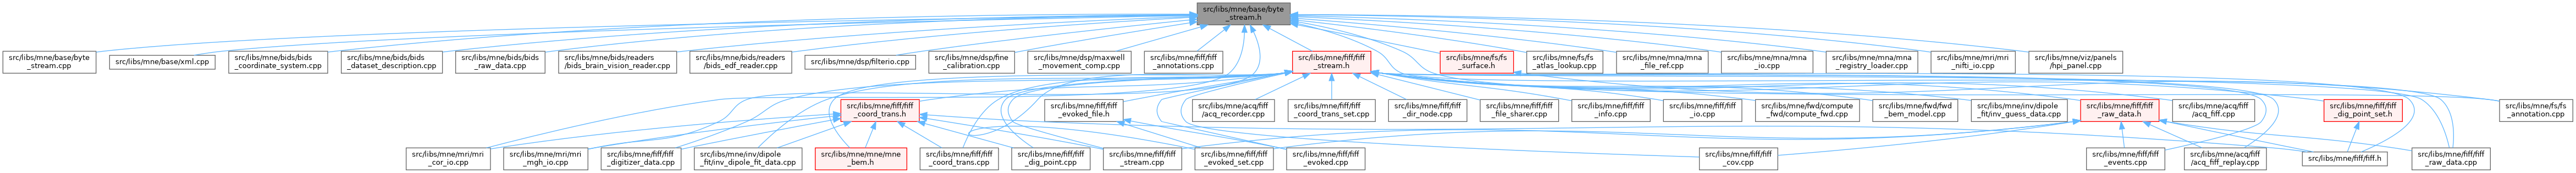 src/libs/mne/base/byte
_stream.h
src/libs/mne/base/byte
_stream.cpp
src/libs/mne/base/xml.cpp
src/libs/mne/bids/bids
_coordinate_system.cpp
src/libs/mne/bids/bids
_dataset_description.cpp
src/libs/mne/bids/bids
_raw_data.cpp
src/libs/mne/bids/readers
/bids_brain_vision_reader.cpp
src/libs/mne/bids/readers
/bids_edf_reader.cpp
src/libs/mne/dsp/filterio.cpp
src/libs/mne/dsp/fine
_calibration.cpp
src/libs/mne/dsp/maxwell
_movement_comp.cpp
src/libs/mne/fiff/fiff
_annotations.cpp
src/libs/mne/fiff/fiff
_stream.h
src/libs/mne/fs/fs
_surface.h
src/libs/mne/fs/fs
_atlas_lookup.cpp
src/libs/mne/mna/mna
_file_ref.cpp
src/libs/mne/mna/mna
_io.cpp
src/libs/mne/mna/mna
_registry_loader.cpp
src/libs/mne/mri/mri
_nifti_io.cpp
src/libs/mne/viz/panels
/hpi_panel.cpp
src/libs/mne/fiff/fiff
_coord_trans.h
src/libs/mne/fiff/fiff
_evoked_file.h
src/libs/mne/acq/fiff
/acq_recorder.cpp
src/libs/mne/fiff/fiff
_coord_trans_set.cpp
src/libs/mne/fiff/fiff
_dir_node.cpp
src/libs/mne/fiff/fiff
_file_sharer.cpp
src/libs/mne/fiff/fiff
_info.cpp
src/libs/mne/fiff/fiff
_io.cpp
src/libs/mne/fwd/compute
_fwd/compute_fwd.cpp
src/libs/mne/fwd/fwd
_bem_model.cpp
src/libs/mne/inv/dipole
_fit/inv_guess_data.cpp
src/libs/mne/fiff/fiff
_raw_data.h
src/libs/mne/acq/fiff
/acq_fiff.cpp
src/libs/mne/fiff/fiff
_dig_point_set.h
src/libs/mne/fs/fs
_annotation.cpp
src/libs/mne/mri/mri
_cor_io.cpp
src/libs/mne/mri/mri
_mgh_io.cpp
src/libs/mne/fiff/fiff
_digitizer_data.cpp
src/libs/mne/inv/dipole
_fit/inv_dipole_fit_data.cpp
src/libs/mne/mne/mne
_bem.h
src/libs/mne/fiff/fiff
_coord_trans.cpp
src/libs/mne/fiff/fiff
_dig_point.cpp
src/libs/mne/fiff/fiff
_stream.cpp
src/libs/mne/fiff/fiff
_evoked_set.cpp
src/libs/mne/fiff/fiff
_evoked.cpp
src/libs/mne/fiff/fiff
_cov.cpp
src/libs/mne/fiff/fiff
_events.cpp
src/libs/mne/acq/fiff
/acq_fiff_replay.cpp
src/libs/mne/fiff/fiff.h
src/libs/mne/fiff/fiff
_raw_data.cpp